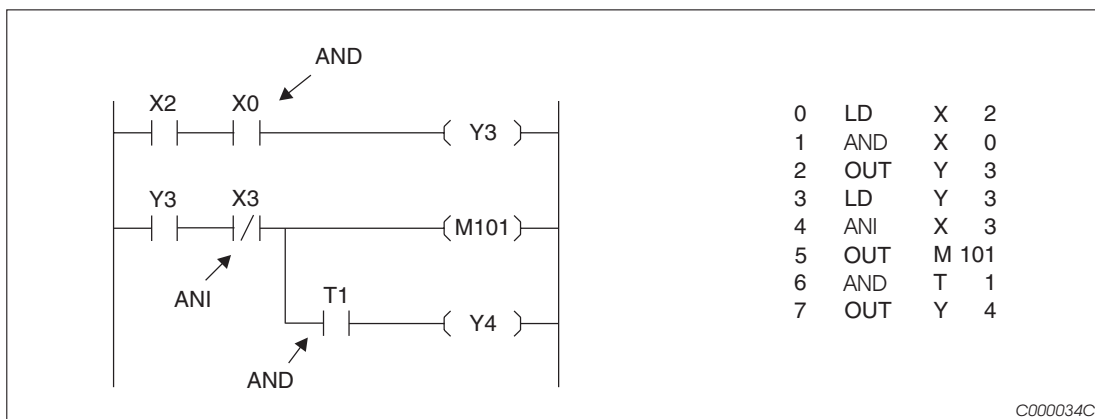 AND
X2 X0
Y3
Y3 X3
M101
ANI
T1
Y4
AND
0 LD X 2
1 AND X 0
2 OUT Y 3
3 LD Y 3
4 ANI X 3
5 OUT M 101
6 AND T 1
7 OUT Y 4
C000034C